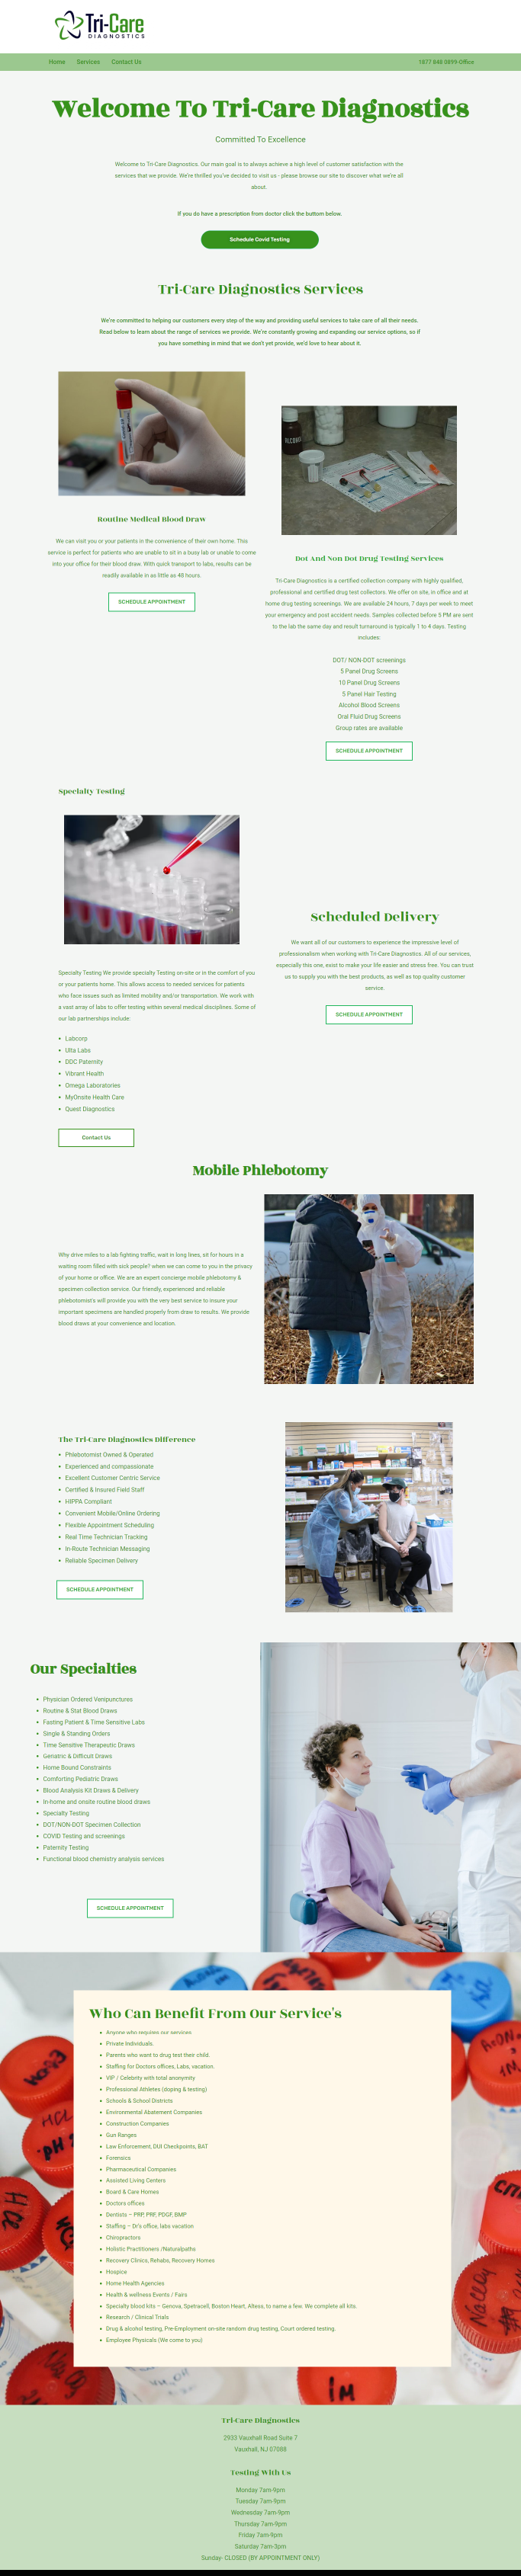 Tri-Care
DIAGNOSTICS
Home Services Contact Us
1877 848 0899-Office
Welcome To Tri-Care Diagnostics
Committed To Excellence
Welcome to Tri-Care Diagnostics. Our main goal is to always achieve a high level of customer satisfaction with the
services that we provide. We're thrilled you've decided to visit us - please browse our site to discover what we're all
about.
If you do have a prescription from doctor click the buttom below.
Schedule Covid Testing
Tri-Care Diagnostics Services
We're committed to helping our customers every step of the way and providing useful services to take care of all their needs.
Read below to learn about the range of services we provide. We're constantly growing and expanding our service options, so if
you have something in mind that we don't yet provide, we'd love to hear about it.
Routine Medical Blood Draw
We can visit you or your patients in the convenience of their own home. This
service is perfect for patients who are unable to sit in a busy lab or unable to come
into your office for their blood draw. With quick transport to labs, results can be
readily available in as little as 48 hours.
SCHEDULE APPOINTMENT
ALCOHOL
Dot And Non Dot Drug Testing Services
Tri-Care Diagnostics is a certified collection company with highly qualified,
professional and certified drug test collectors. We offer on site, in office and at
home drug testing screenings. We are available 24 hours, 7 days per week to meet
your emergency and post accident needs. Samples collected before 5 PM are sent
to the lab the same day and result turnaround is typically 1 to 4 days. Testing
includes:
DOT/ NON-DOT screenings
5 Panel Drug Screens
10 Panel Drug Screens
5 Panel Hair Testing
Alcohol Blood Screens
Oral Fluid Drug Screens
Group rates are available
SCHEDULE APPOINTMENT
Specialty Testing
Specialty Testing We provide specialty Testing on-site or in the comfort of you
or your patients home. This allows access to needed services for patients
who face issues such as limited mobility and/or transportation. We work with
a vast array of labs to offer testing within several medical disciplines. Some of
our lab partnerships include:
• Labcorp
• Ulta Labs
• DDC Paternity
• Vibrant Health
• Omega Laboratories
• MyOnsite Health Care
• Quest Diagnostics
Contact Us
Scheduled Delivery
We want all of our customers to experience the impressive level of
professionalism when working with Tri-Care Diagnostics. All of our services,
especially this one, exist to make your life easier and stress free. You can trust
us to supply you with the best products, as well as top quality customer
service.
SCHEDULE APPOINTMENT
Mobile Phlebotomy
Why drive miles to a lab fighting traffic, wait in long lines, sit for hours in a
waiting room filled with sick people? when we can come to you in the privacy
of your home or office. We are an expert concierge mobile phlebotomy &
specimen collection service. Our friendly, experienced and reliable
phlebotomist's will provide you with the very best service to insure your
important specimens are handled properly from draw to results. We provide
blood draws at your convenience and location.
The Tri-Care Diagnostics Difference
• Phlebotomist Owned & Operated
• Experienced and compassionate
• Excellent Customer Centric Service
• Certified & Insured Field Staff
• HIPPA Compliant
• Convenient Mobile/Online Ordering
• Flexible Appointment Scheduling
• Real Time Technician Tracking
• In-Route Technician Messaging
• Reliable Specimen Delivery
SCHEDULE APPOINTMENT
Our Specialties
• Physician Ordered Venipunctures
• Routine & Stat Blood Draws
• Fasting Patient & Time Sensitive Labs
• Single & Standing Orders
• Time Sensitive Therapeutic Draws
• Geriatric & Difficult Draws
• Home Bound Constraints
• Comforting Pediatric Draws
• Blood Analysis Kit Draws & Delivery
• In-home and onsite routine blood draws
• Specialty Testing
• DOT/NON-DOT Specimen Collection
• COVID Testing and screenings
• Paternity Testing
• Functional blood chemistry analysis services
SCHEDULE APPOINTMENT
Who Can Benefit From Our Service's
• Anyone who requires our services
• Private Individuals.
• Parents who want to drug test their child.
• Staffing for Doctors offices, Labs, vacation
• VIP / Celebrity with total anonymity
• Professional Athletes (doping & testing)
• Schools & School Districts
• Environmental Abatement Companies
• Construction Companies
• Gun Ranges
• Law Enforcement, DUI Checkpoints, BAT
• Forensics
• Pharmaceutical Companies
• Assisted Living Centers
• Board & Care Homes
• Doctors offices
• Dentists – PRP, PRF, PDGF, BMP
• Staffing – Dr's office, labs vacation
• Chiropractors
• Holistic Practitioners /Naturalpaths
• Recovery Clinics, Rehabs, Recovery Homes
• Hospice
• Home Health Agencies
• Health & wellness Events / Fairs
• Specialty blood kits – Genova, Spetracell, Boston Heart, Alteas, to name a few. We complete all kits.
• Research / Clinical Trials
• Drug & alcohol testing, Pre-Employment on-site random drug testing, Court ordered testing.
• Employee Physicals (We come to you)
1M
Tri-Care Diagnostics
2933 Vauxhall Road Suite 7
Vauxhall, NJ 07088
Testing With Us
Monday 7am-9pm
Tuesday 7am-9pm
Wednesday 7am-9pm
Thursday 7am-9pm
Friday 7am-9pm
Saturday 7am-3pm
Sunday- CLOSED (BY APPOINTMENT ONLY)